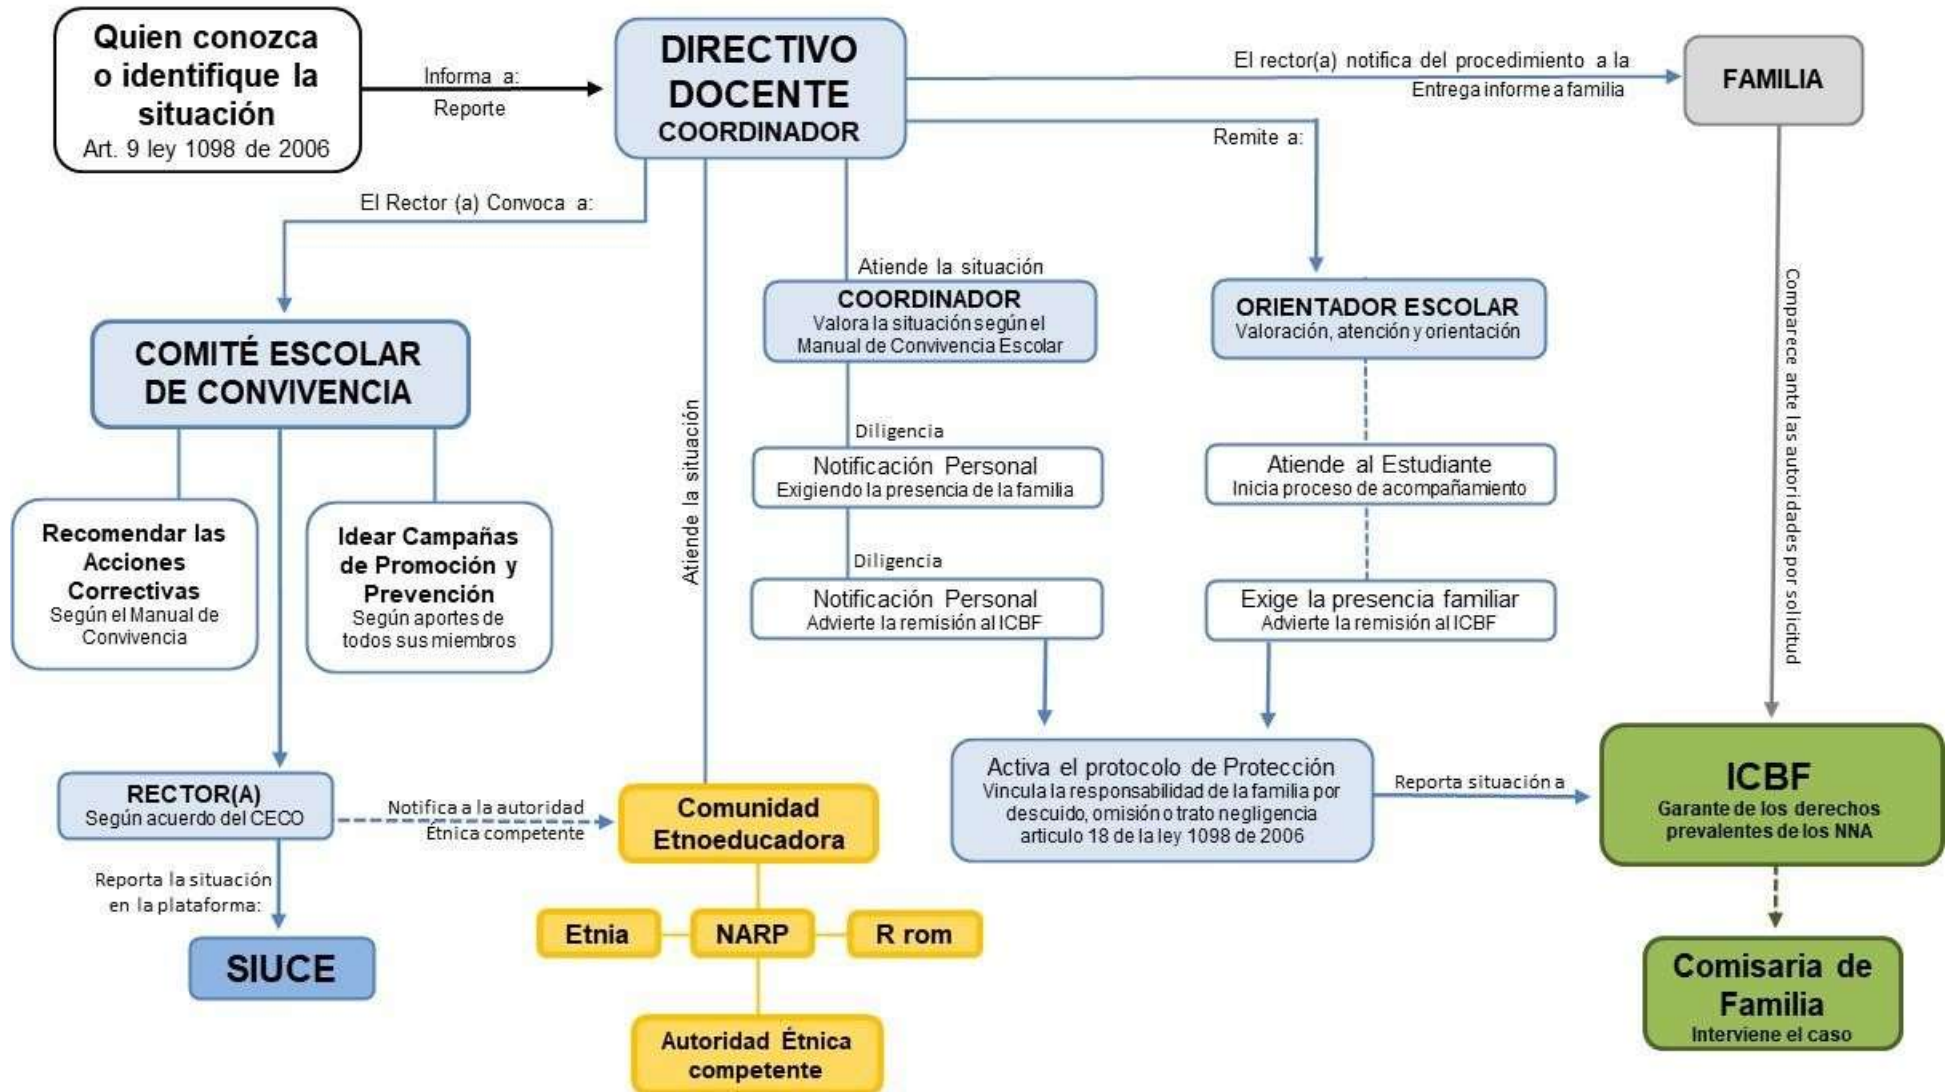 Quien conozca
o identifique la
situación
Art. 9 ley 1098 de 2006
Informa a:
Reporte
DIRECTIVO
DOCENTE
COORDINADOR
El rector(a) notifica del procedimiento a la
Entrega informe a familia
FAMILIA
Remite a:
El Rector (a) Convoca a:
Atiende la situación
COORDINADOR
Valora la situación según el
Manual de Convivencia Escolar
ORIENTADOR ESCOLAR
Valoración, atención y orientación
Comparece ante las autoridades por solicitud
COMITÉ ESCOLAR
DE CONVIVENCIA
Atiende la situación
Diligencia
Notificación Personal
Exigiendo la presencia de la familia
Atiende al Estudiante
Inicia proceso de acompañamiento
Recomendar las
Acciones
Correctivas
Según el Manual de
Convivencia
Idear Campañas
de Promoción y
Prevención
Según aportes de
todos sus miembros
Diligencia
Notificación Personal
Advierte la remisión al ICBF
Exige la presencia familiar
Advierte la remisión al ICBF
RECTOR(A)
Según acuerdo del CECO
Notifica a la autoridad
Étnica competente
Comunidad
Etnoeducadora
Activa el protocolo de Protección
Vincula la responsabilidad de la familia por
descuido, omisión o trato negligencia
articulo 18 de la ley 1098 de 2006
Reporta situación a
ICBF
Garante de los derechos
prevalentes de los NNA
Reporta la situación
en la plataforma:
SIUCE
Etnia
NARP
R rom
Autoridad Étnica
competente
Comisaria de
Familia
Interviene el caso